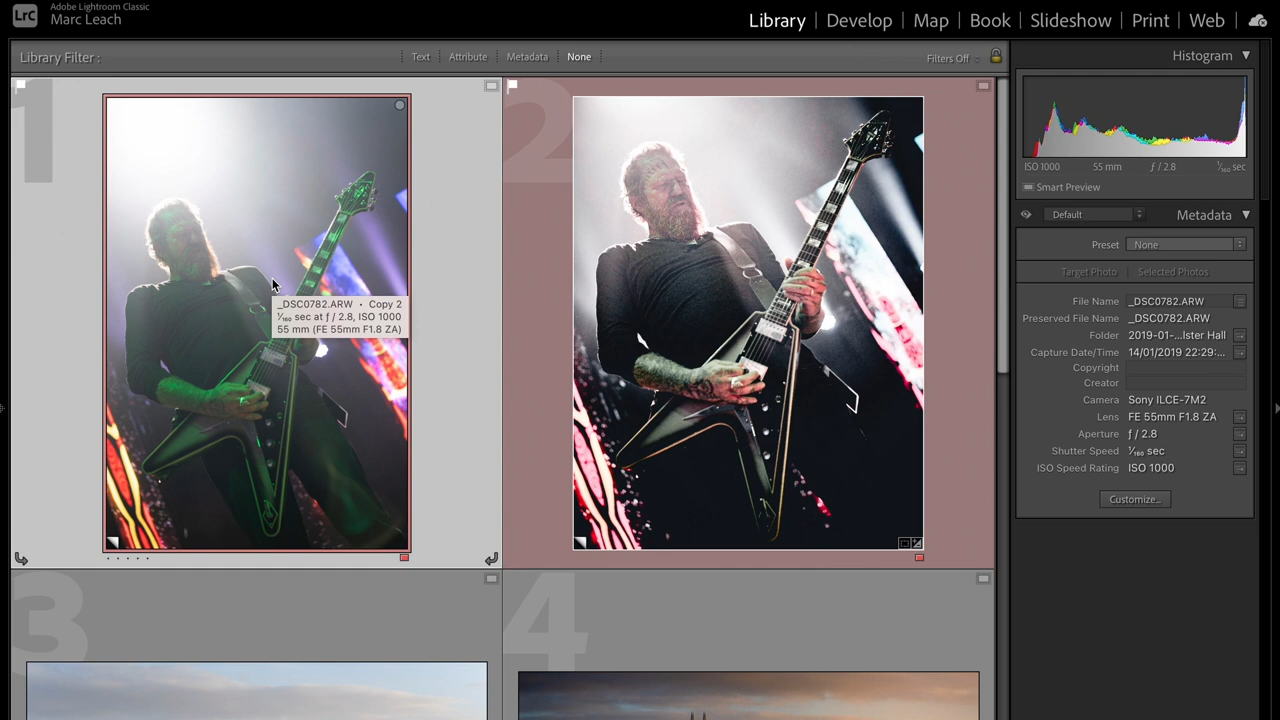 LrC
Adobe Lightroom Classic
Marc Leach
Library | Develop | Map | Book | Slideshow | Print | Web
Library Filter :
Text
Attribute
Metadata
None
Filters Off
1
2
_DSC0782.ARW • Copy 2
¹⁄₁₆₀ sec at ƒ / 2.8, ISO 1000
55 mm (FE 55mm F1.8 ZA)
3
4
Histogram
ISO 1000 55 mm ƒ / 2.8 ¹⁄₁₆₀ sec
Smart Preview
Default
Metadata
Preset None
Target Photo | Selected Photos
File Name _DSC0782.ARW
Preserved File Name _DSC0782.ARW
Folder 2019-01-...lster Hall
Capture Date/Time 14/01/2019 22:29:...
Copyright
Creator
Camera Sony ILCE-7M2
Lens FE 55mm F1.8 ZA
Aperture ƒ / 2.8
Shutter Speed ¹⁄₁₆₀ sec
ISO Speed Rating ISO 1000
Customize...